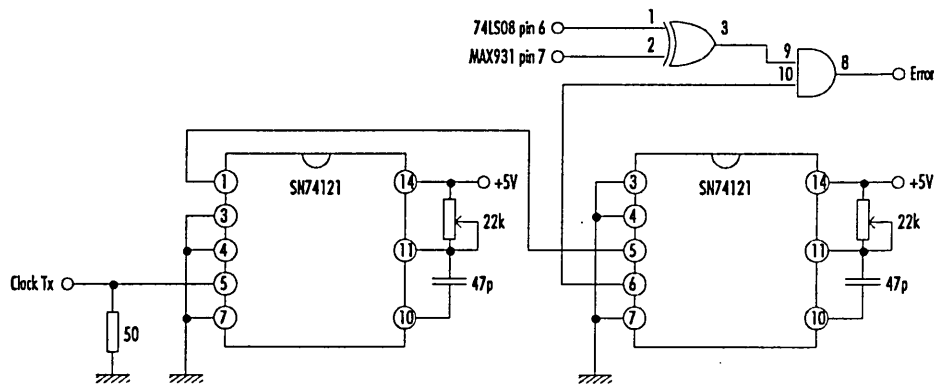 74LS08 pin 6
1
3
MAX931 pin 7
2
9
10
8
Error
1
SN74121
14
+5V
3
22k
4
11
Clock Tx
5
47p
7
10
50
3
SN74121
14
+5V
4
22k
5
11
6
47p
7
10